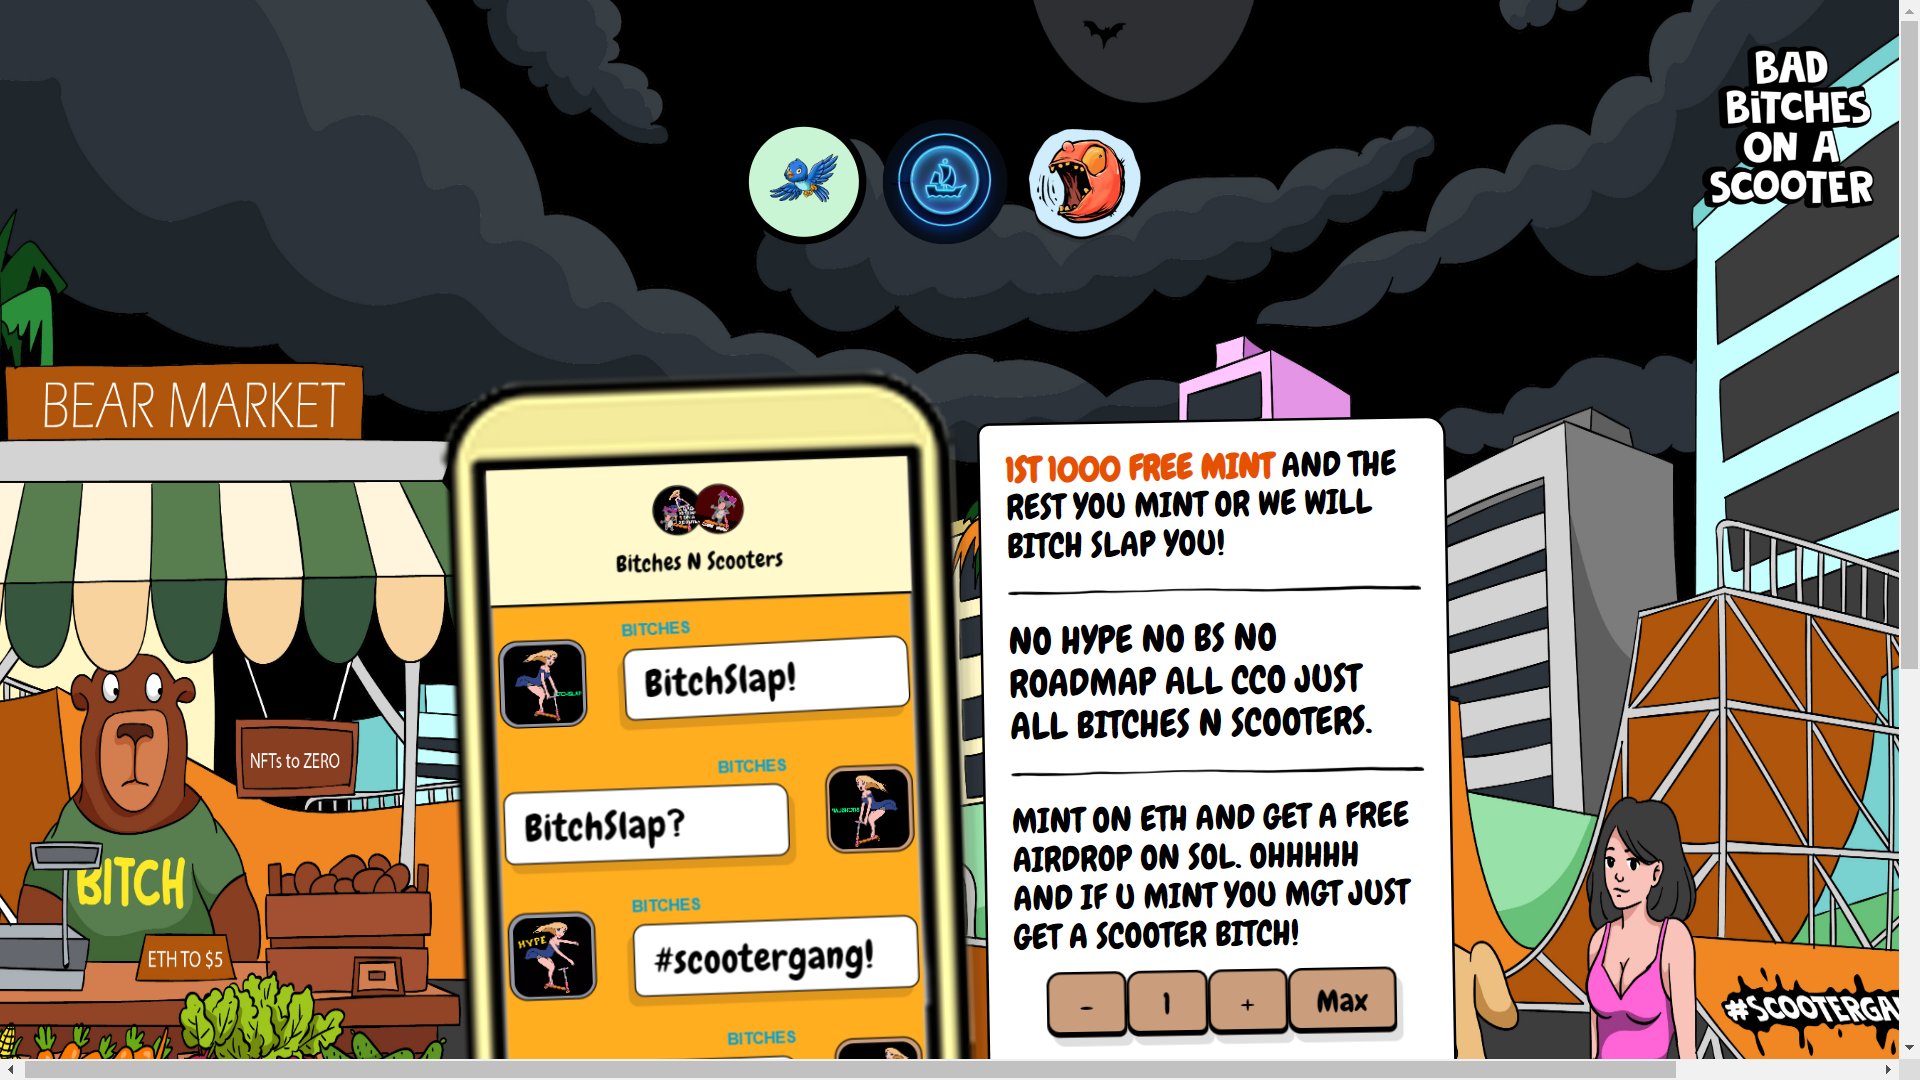 BAD
BiTCHES
ON A
SCOOTER
BEAR MARKET
NFTs to ZERO
BITCH
ETH TO $5
Bitches N Scooters
BITCHES
BitchSlap!
BITCHES
BitchSlap?
BITCHES
HYPE
#scootergang!
BITCHES
1ST 1000 FREE MINT AND THE
REST YOU MINT OR WE WILL
BITCH SLAP YOU!
NO HYPE NO BS NO
ROADMAP ALL CC0 JUST
ALL BITCHES N SCOOTERS.
MINT ON ETH AND GET A FREE
AIRDROP ON SOL. OHHHHH
AND IF U MINT YOU MGT JUST
GET A SCOOTER BITCH!
- 1 + Max
#SCOOTERGA